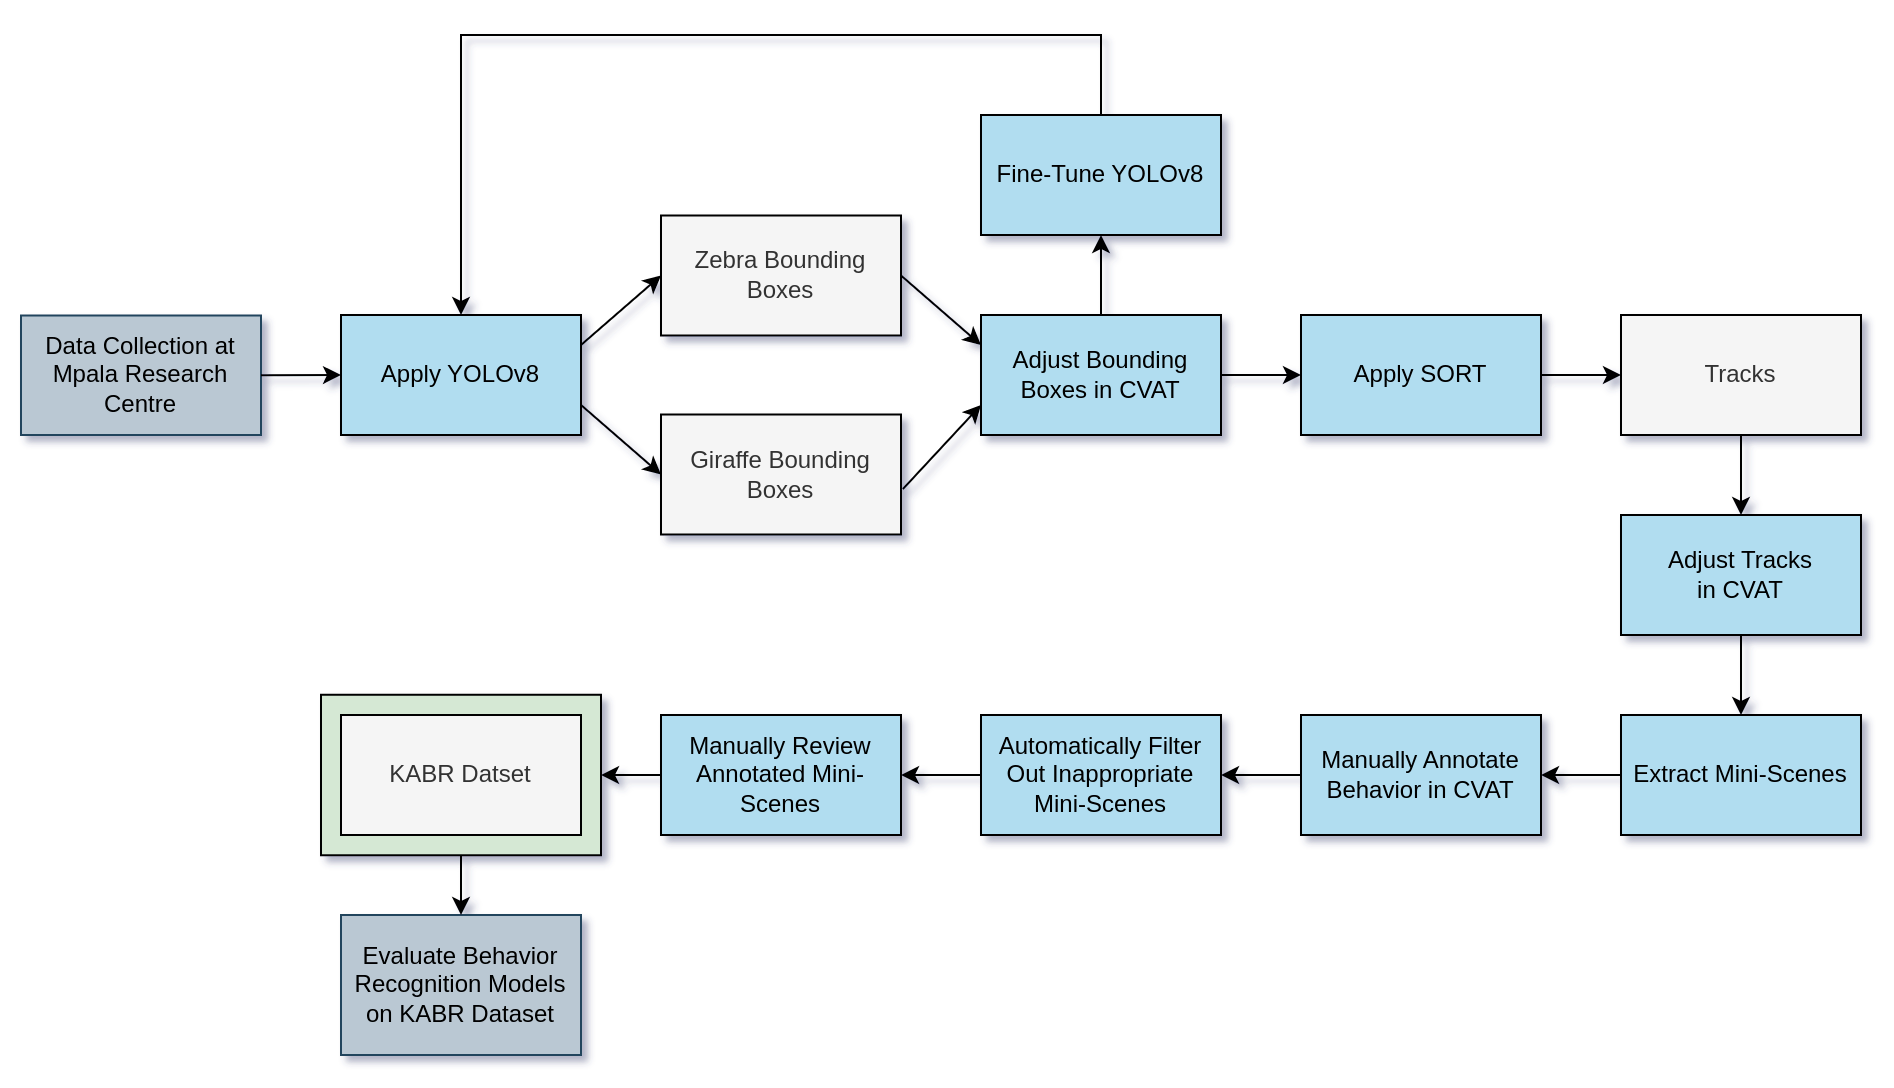 Fine-Tune YOLOv8
Zebra Bounding
Boxes
Data Collection at
Mpala Research
Centre
Apply YOLOv8
Adjust Bounding
Boxes in CVAT
Apply SORT
Tracks
Giraffe Bounding
Boxes
Adjust Tracks
in CVAT
KABR Datset
Manually Review
Annotated Mini-
Scenes
Automatically Filter
Out Inappropriate
Mini-Scenes
Manually Annotate
Behavior in CVAT
Extract Mini-Scenes
Evaluate Behavior
Recognition Models
on KABR Dataset